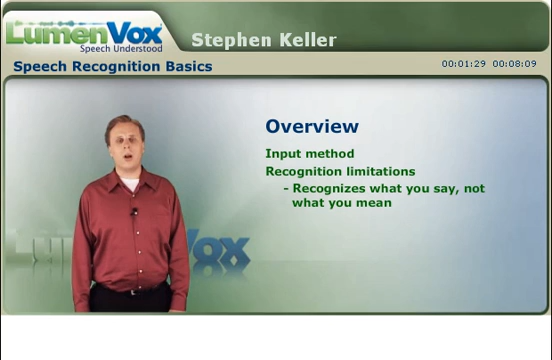 LumenVox®
Speech Understood
Stephen Keller
Speech Recognition Basics
00:01:29 00:08:09
Overview
Input method
Recognition limitations
- Recognizes what you say, not
what you mean
LumenVox